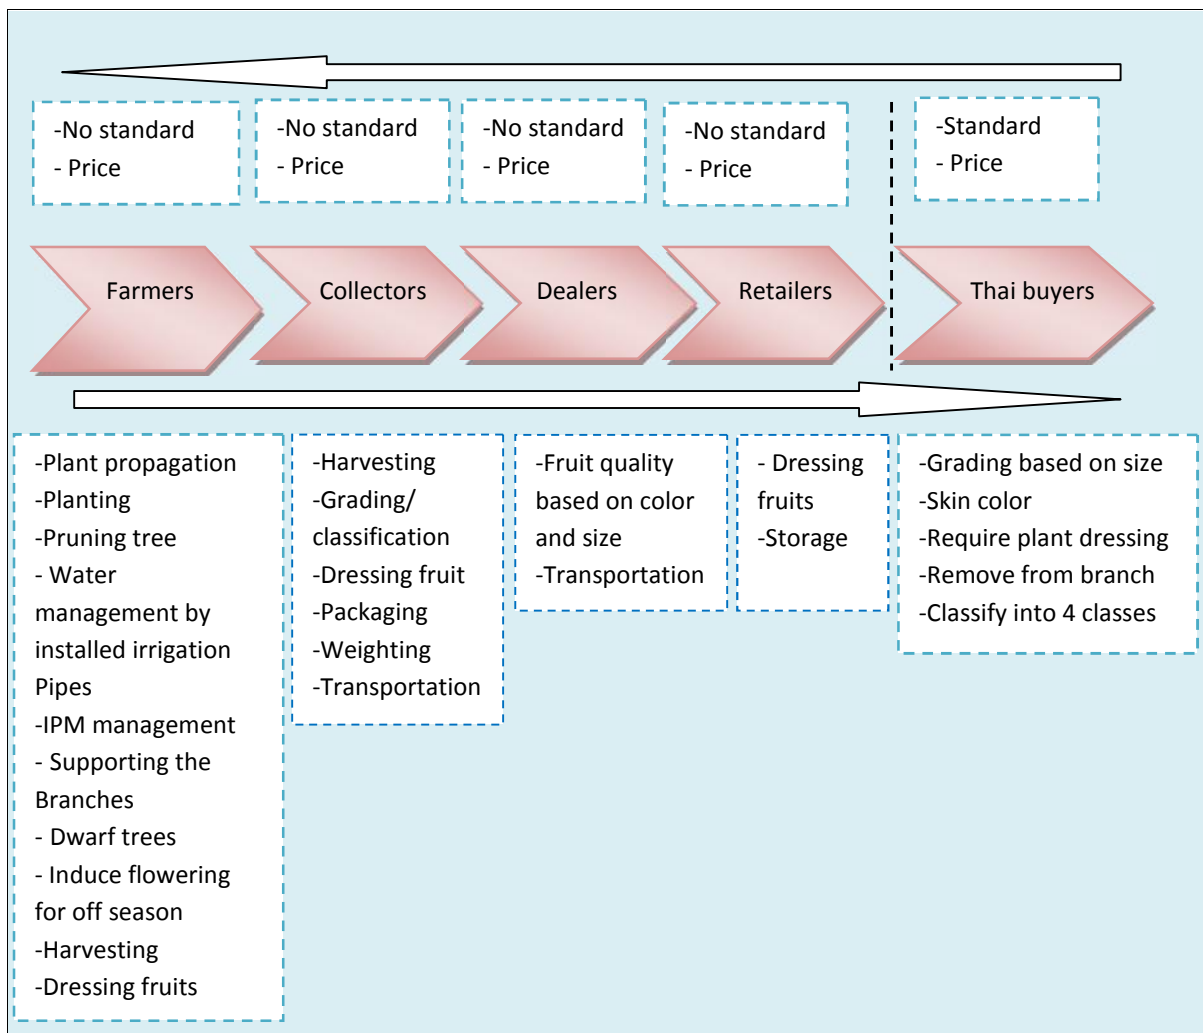 -No standard
- Price
-No standard
- Price
-No standard
- Price
-No standard
- Price
-Standard
- Price
Farmers
Collectors
Dealers
Retailers
Thai buyers
-Plant propagation
-Planting
-Pruning tree
- Water
management by
installed irrigation
Pipes
-IPM management
- Supporting the
Branches
- Dwarf trees
- Induce flowering
for off season
-Harvesting
-Dressing fruits
-Harvesting
-Grading/
classification
-Dressing fruit
-Packaging
-Weighting
-Transportation
-Fruit quality
based on color
and size
-Transportation
- Dressing
fruits
-Storage
-Grading based on size
-Skin color
-Require plant dressing
-Remove from branch
-Classify into 4 classes